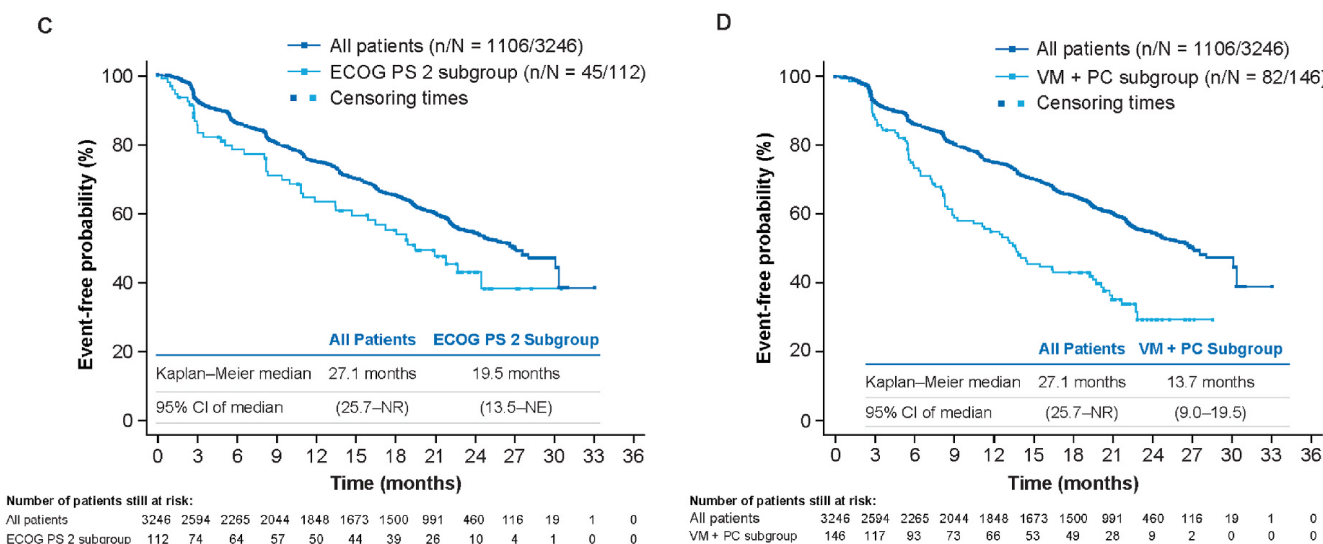 C
All patients (n/N = 1106/3246)
ECOG PS 2 subgroup (n/N = 45/112)
Censoring times
Event-free probability (%)
100
80
60
40
20
0
All Patients ECOG PS 2 Subgroup
Kaplan–Meier median 27.1 months 19.5 months
95% CI of median (25.7–NR) (13.5–NE)
0 3 6 9 12 15 18 21 24 27 30 33 36
Time (months)
Number of patients still at risk:
All patients 3246 2594 2265 2044 1848 1673 1500 991 460 116 19 1 0
ECOG PS 2 subgroup 112 74 64 57 50 44 39 26 10 4 1 0 0
D
All patients (n/N = 1106/3246)
VM + PC subgroup (n/N = 82/146)
Censoring times
Event-free probability (%)
100
80
60
40
20
0
All Patients VM + PC Subgroup
Kaplan–Meier median 27.1 months 13.7 months
95% CI of median (25.7–NR) (9.0–19.5)
0 3 6 9 12 15 18 21 24 27 30 33 36
Time (months)
Number of patients still at risk:
All patients 3246 2594 2265 2044 1848 1673 1500 991 460 116 19 1 0
VM + PC subgroup 146 117 93 73 66 53 49 28 9 2 0 0 0